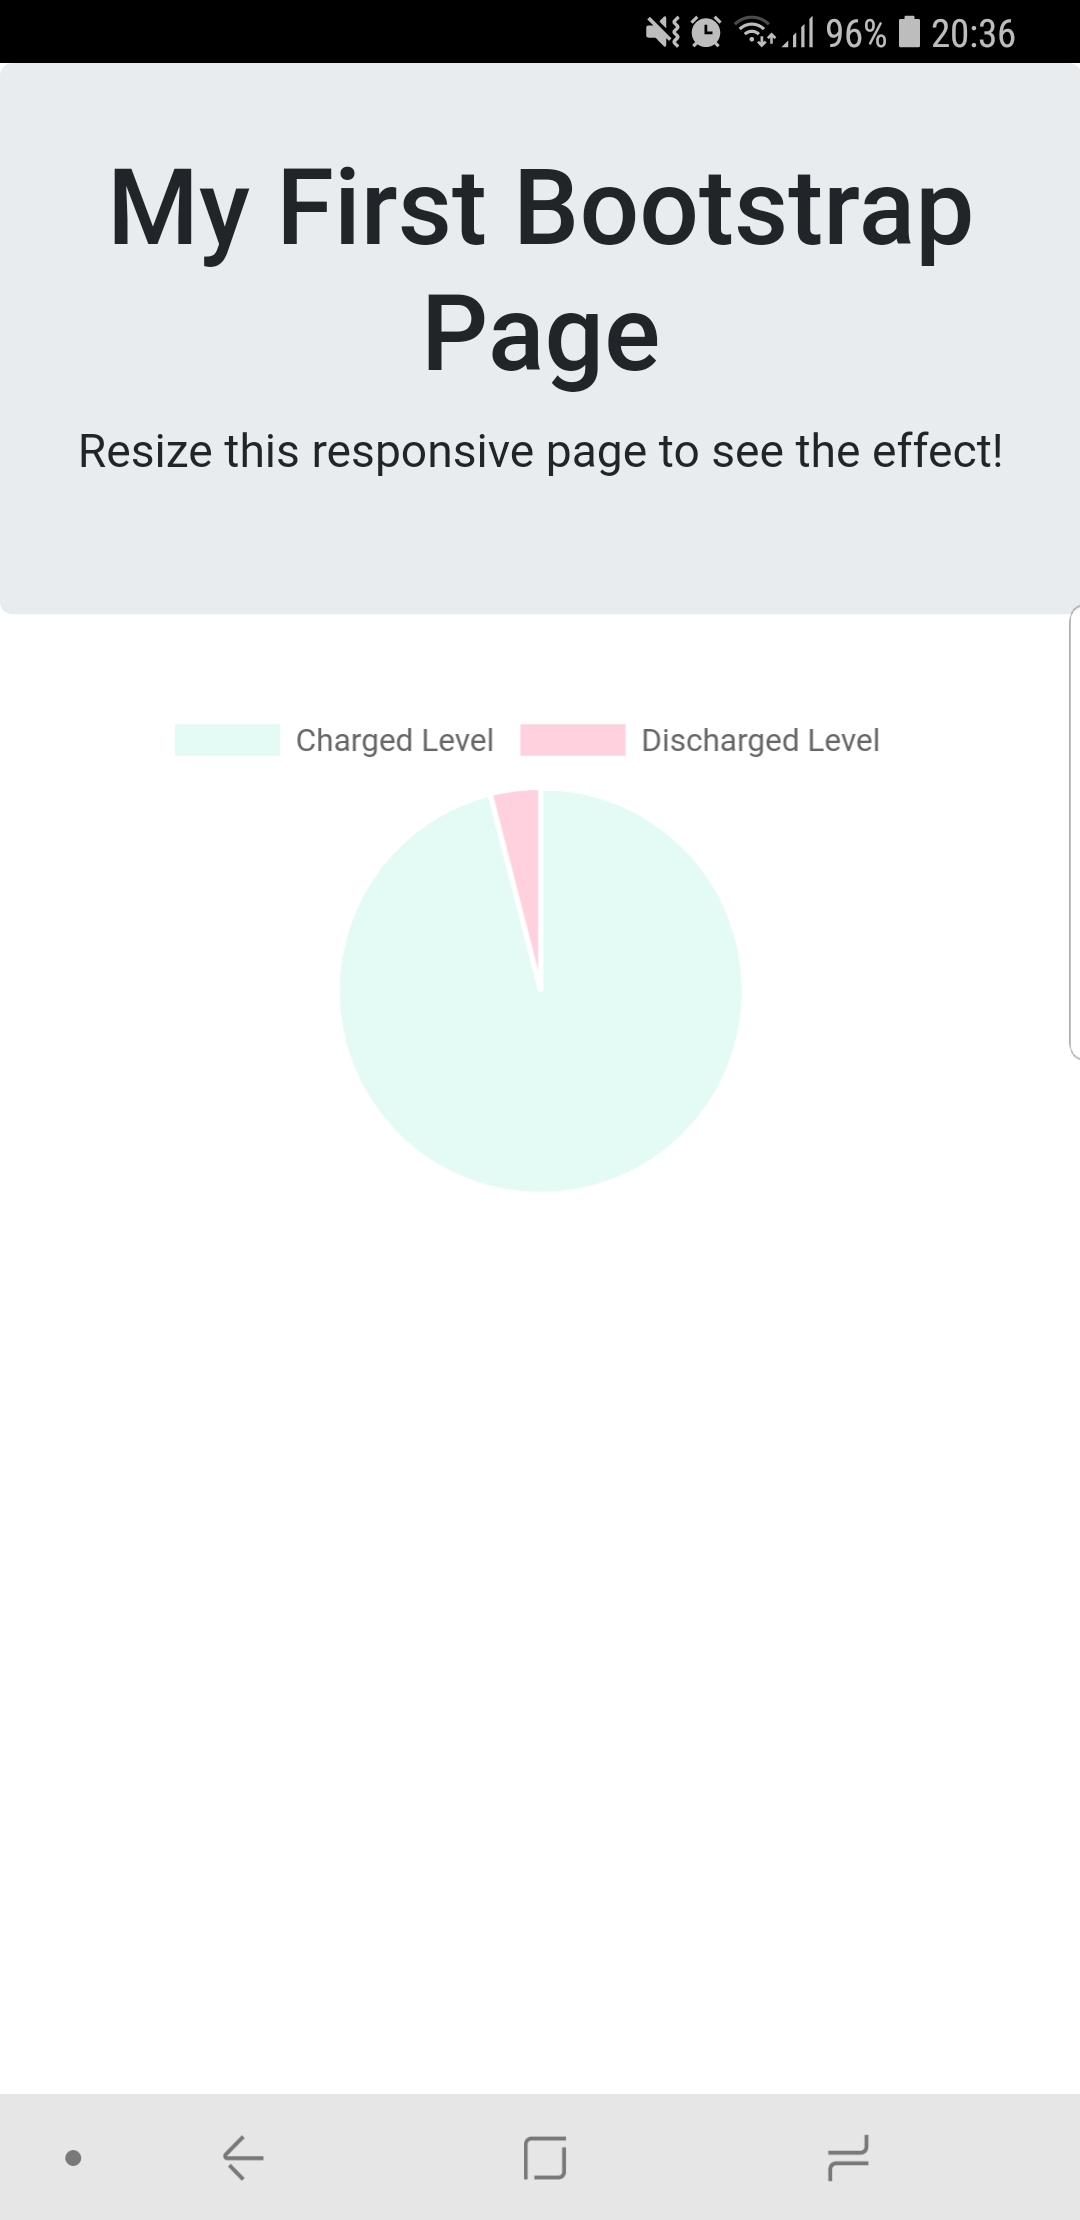 96% 20:36
My First Bootstrap
Page
Resize this responsive page to see the effect!
Charged Level Discharged Level